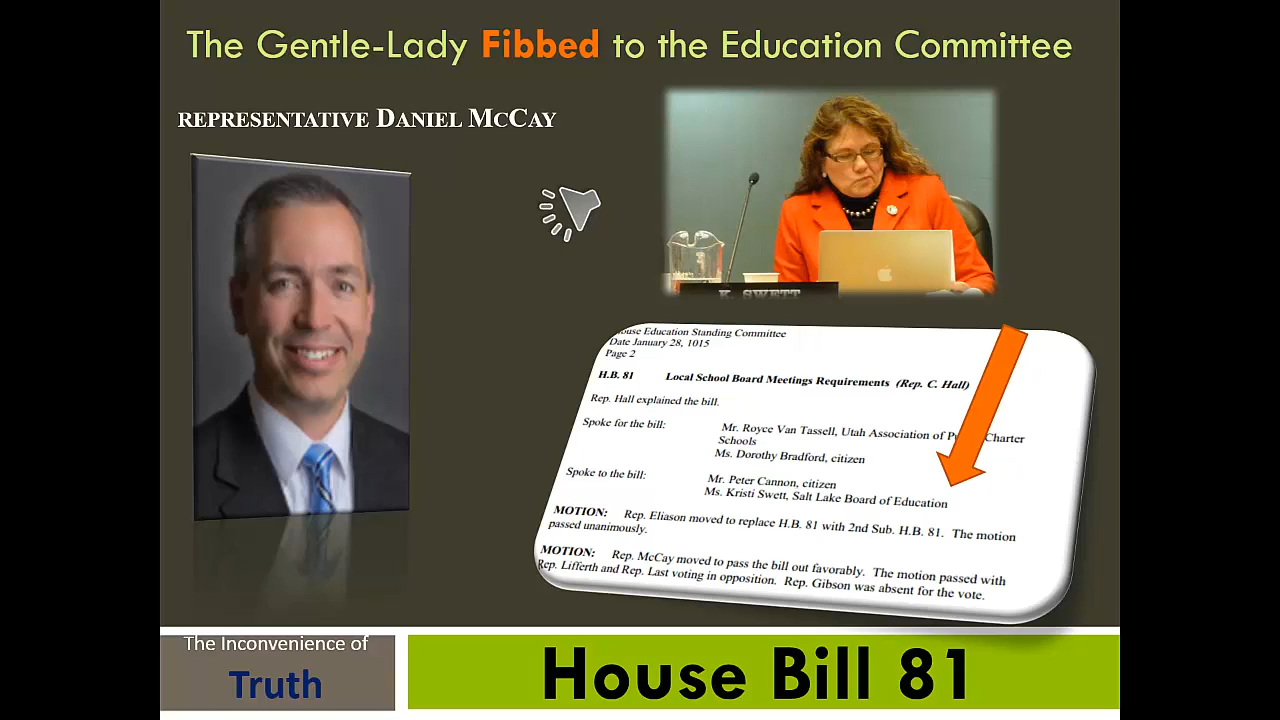 The Gentle-Lady Fibbed to the Education Committee
REPRESENTATIVE DANIEL MCCAY
K. SWETT
House Education Standing Committee
Date January 28, 1015
Page 2
H.B. 81 Local School Board Meetings Requirements (Rep. C. Hall)
Rep. Hall explained the bill.
Spoke for the bill: Mr. Royce Van Tassell, Utah Association of Charter
Schools
Ms. Dorothy Bradford, citizen
Spoke to the bill: Mr. Peter Cannon, citizen
Ms. Kristi Swett, Salt Lake Board of Education
MOTION: Rep. Eliason moved to replace H.B. 81 with 2nd Sub. H.B. 81. The motion
passed unanimously.
MOTION: Rep. McCay moved to pass the bill out favorably. The motion passed with
Rep. Lifferth and Rep. Last voting in opposition. Rep. Gibson was absent for the vote.
The Inconvenience of
Truth
House Bill 81